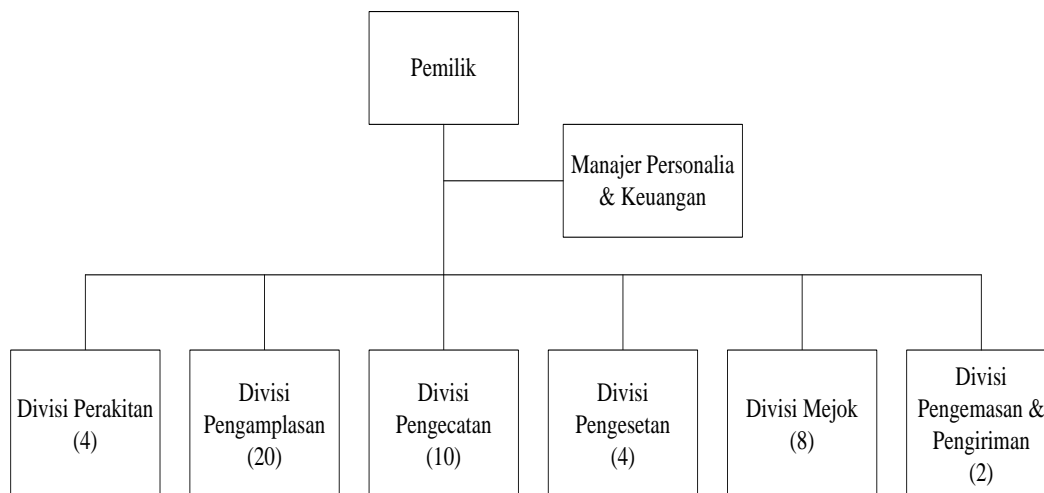 Pemilik
Manajer Personalia
& Keuangan
Divisi Perakitan
(4)
Divisi
Pengamplasan
(20)
Divisi
Pengecatan
(10)
Divisi
Pengesetan
(4)
Divisi Mejok
(8)
Divisi
Pengemasan &
Pengiriman
(2)